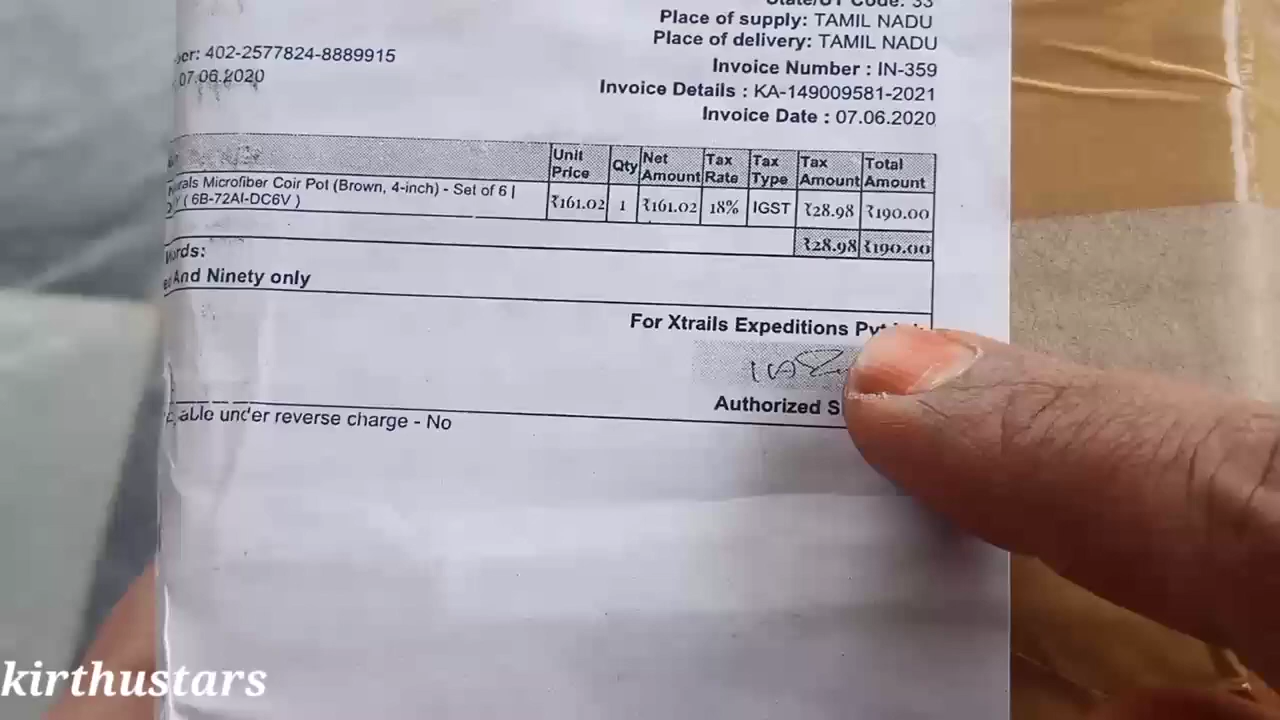 State/UT Code: 33
Place of supply: TAMIL NADU
Place of delivery: TAMIL NADU
402-2577824-8889915
07.06.2020
Invoice Number : IN-359
Invoice Details : KA-149009581-2021
Invoice Date : 07.06.2020
Unit Price Qty Net Amount Tax Rate Tax Type Tax Amount Total Amount
Microfiber Coir Pot (Brown, 4-inch) - Set of 6 |
( 6B-72AI-DC6V )
₹161.02 1 ₹161.02 18% IGST ₹28.98 ₹190.00
₹28.98 ₹190.00
And Ninety only
For Xtrails Expeditions
Authorized
under reverse charge - No
kirthustars